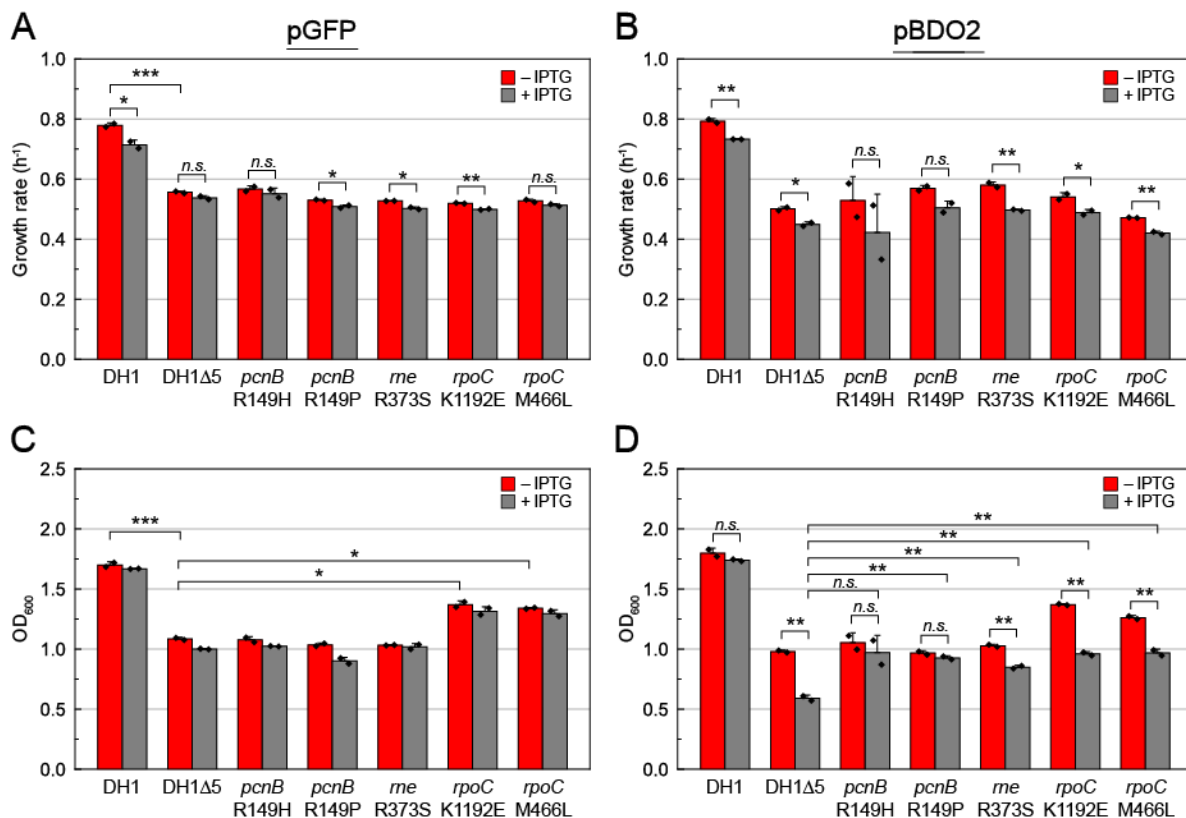 A
pGFP
Growth rate (h-1)
1.0
0.8
0.6
0.4
0.2
0.0
– IPTG
+ IPTG
***
*
n.s.
n.s.
*
*
**
n.s.
DH1
DH1Δ5
pcnB
R149H
pcnB
R149P
rne
R373S
rpoC
K1192E
rpoC
M466L
B
pBDO2
Growth rate (h-1)
1.0
0.8
0.6
0.4
0.2
0.0
– IPTG
+ IPTG
**
*
n.s.
n.s.
**
*
**
DH1
DH1Δ5
pcnB
R149H
pcnB
R149P
rne
R373S
rpoC
K1192E
rpoC
M466L
C
OD600
2.5
2.0
1.5
1.0
0.5
0.0
– IPTG
+ IPTG
***
*
*
DH1
DH1Δ5
pcnB
R149H
pcnB
R149P
rne
R373S
rpoC
K1192E
rpoC
M466L
D
OD600
2.5
2.0
1.5
1.0
0.5
0.0
– IPTG
+ IPTG
n.s.
**
**
**
**
n.s.
**
n.s.
n.s.
**
**
**
DH1
DH1Δ5
pcnB
R149H
pcnB
R149P
rne
R373S
rpoC
K1192E
rpoC
M466L